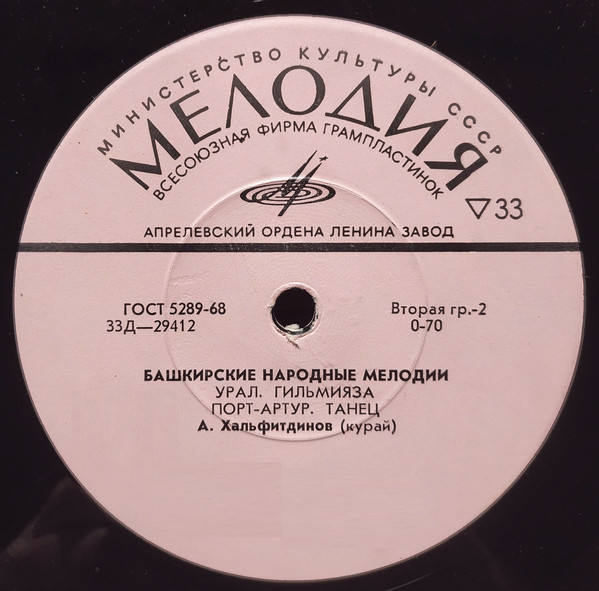 МИНИСТЕРСТВО КУЛЬТУРЫ СССР
МЕЛОДИЯ
ВСЕСОЮЗНАЯ ФИРМА ГРАМПЛАСТИНОК
▽33
АПРЕЛЕВСКИЙ ОРДЕНА ЛЕНИНА ЗАВОД
ГОСТ 5289-68 Вторая гр.-2
33Д—29412 0-70
БАШКИРСКИЕ НАРОДНЫЕ МЕЛОДИИ
УРАЛ. ГИЛЬМИЯЗА
ПОРТ-АРТУР. ТАНЕЦ
А. Хальфитдинов (курай)